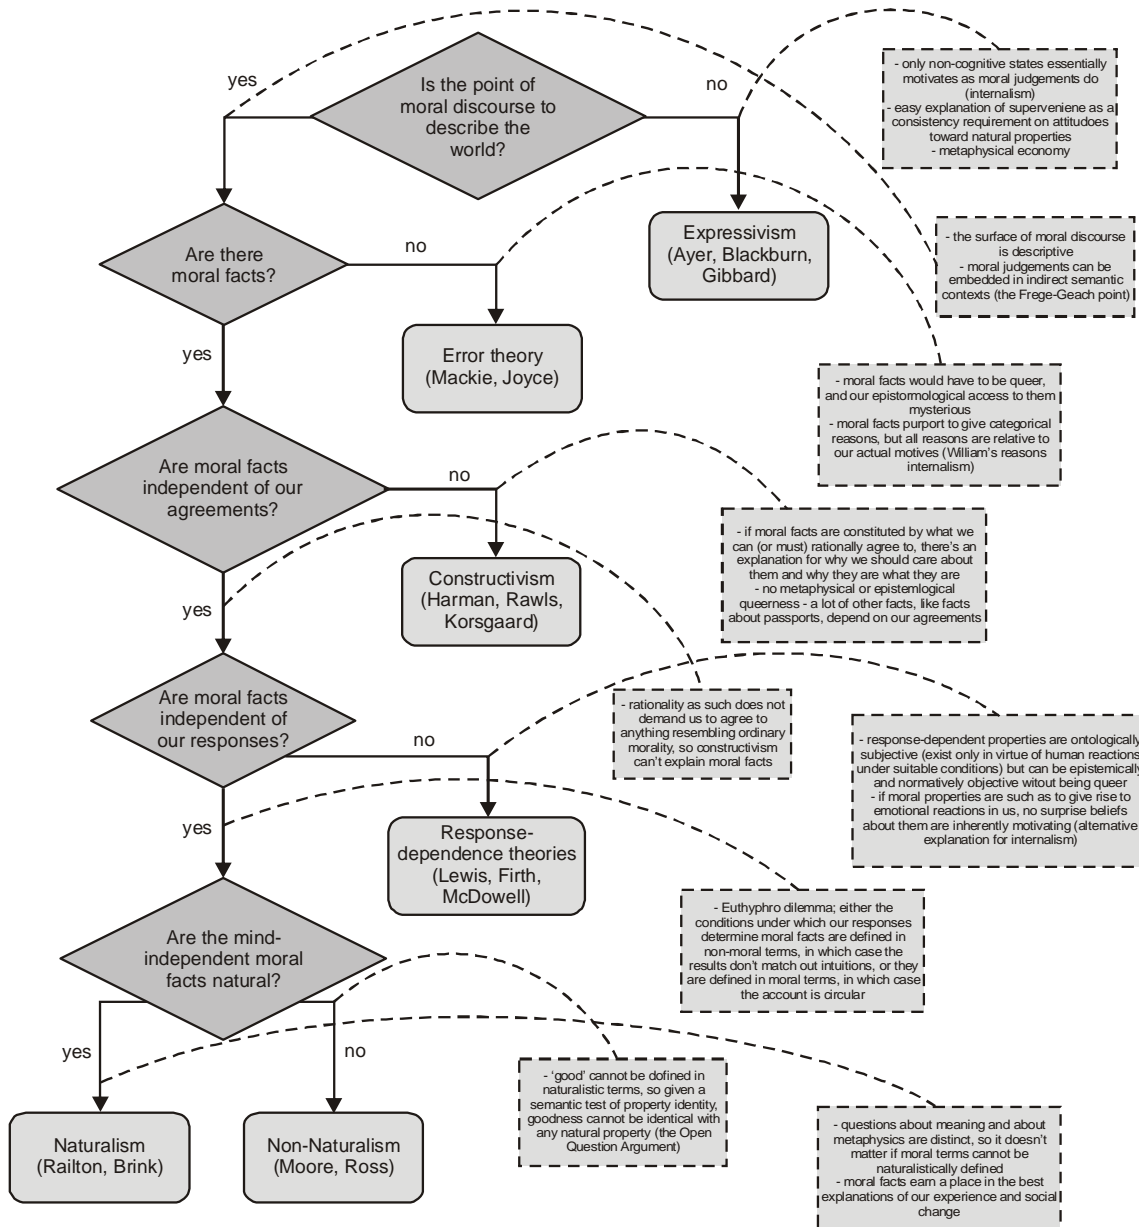 yes
Is the point of
moral discourse to
describe the
world?
no
- only non-cognitive states essentially
motivates as moral judgements do
(internalism)
- easy explanation of superveniene as a
consistency requirement on attitudoes
toward natural properties
- metaphysical economy
Are there
moral facts?
no
Expressivism
(Ayer, Blackburn,
Gibbard)
- the surface of moral discourse
is descriptive
- moral judgements can be
embedded in indirect semantic
contexts (the Frege-Geach point)
yes
Error theory
(Mackie, Joyce)
- moral facts would have to be queer,
and our epistormological access to them
mysterious
- moral facts purport to give categorical
reasons, but all reasons are relative to
our actual motives (William's reasons
internalism)
Are moral facts
independent of our
agreements?
no
- if moral facts are constituted by what we
can (or must) rationally agree to, there's an
explanation for why we should care about
them and why they are what they are
- no metaphysical or epistemlogical
queerness - a lot of other facts, like facts
about passports, depend on our agreements
yes
Constructivism
(Harman, Rawls,
Korsgaard)
Are moral facts
independent of
our responses?
no
- rationality as such does not
demand us to agree to
anything resembling ordinary
morality, so constructivism
can't explain moral facts
- response-dependent properties are ontologically
subjective (exist only in virtue of human reactions
under suitable conditions) but can be epistemically
and normatively objective witout being queer
- if moral properties are such as to give rise to
emotional reactions in us, no surprise beliefs
about them are inherently motivating (alternative
explanation for internalism)
yes
Response-
dependence theories
(Lewis, Firth,
McDowell)
- Euthyphro dilemma; either the
conditions under which our responses
determine moral facts are defined in
non-moral terms, in which case the
results don't match out intuitions, or they
are defined in moral terms, in which case
the account is circular
Are the mind-
independent moral
facts natural?
yes
no
- 'good' cannot be dofined in
naturalistic terms, so given a
semantic test of property identity,
goodness cannot be identical with
any natural property (the Open
Question Argument)
Naturalism
(Railton, Brink)
Non-Naturalism
(Moore, Ross)
- questions about meaning and about
metaphysics are distinct, so it doesn't
matter if moral terms cannot be
naturalistically defined
- moral facts earn a place in the best
explanations of our experience and social
change